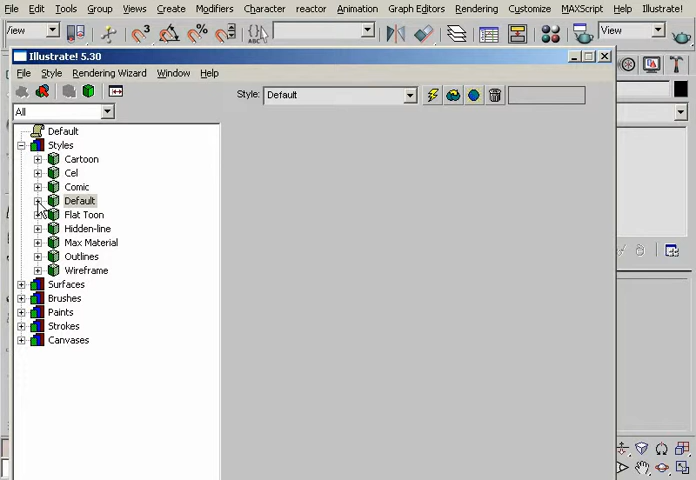 File Edit Tools Group Views Create Modifiers Character reactor Animation Graph Editors Rendering Customize MAXScript Help Illustrate!
View
ABC
View
Illustrate! 5.30
File Style Rendering Wizard Window Help
Style: Default
All
Default
Styles
Cartoon
Cel
Comic
Default
Flat Toon
Hidden-line
Max Material
Outlines
Wireframe
Surfaces
Brushes
Paints
Strokes
Canvases